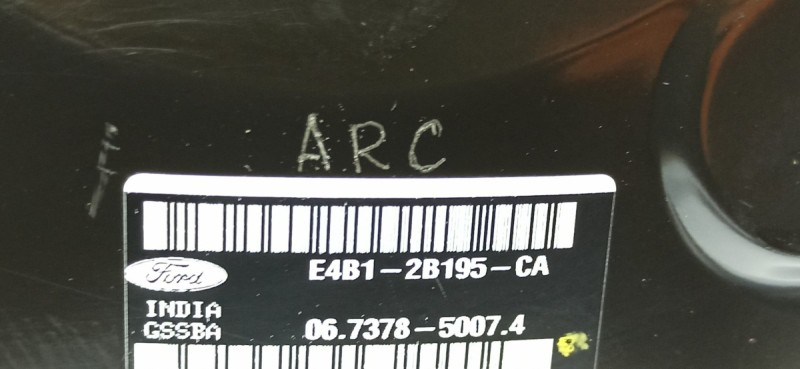 ARC
E4B1-2B195-CA
Ford
INDIA
GSSBA 06.7378-5007.4